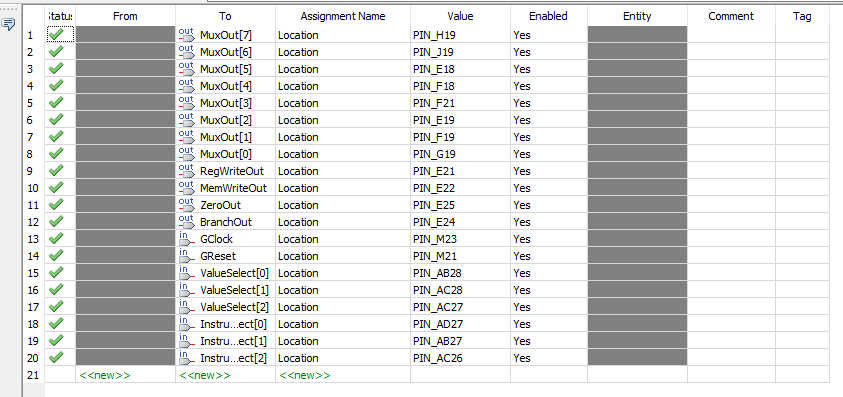 Status From To Assignment Name Value Enabled Entity Comment Tag
1 out MuxOut[7] Location PIN_H19 Yes
2 out MuxOut[6] Location PIN_J19 Yes
3 out MuxOut[5] Location PIN_E18 Yes
4 out MuxOut[4] Location PIN_F18 Yes
5 out MuxOut[3] Location PIN_F21 Yes
6 out MuxOut[2] Location PIN_E19 Yes
7 out MuxOut[1] Location PIN_F19 Yes
8 out MuxOut[0] Location PIN_G19 Yes
9 out RegWriteOut Location PIN_E21 Yes
10 out MemWriteOut Location PIN_E22 Yes
11 out ZeroOut Location PIN_E25 Yes
12 out BranchOut Location PIN_E24 Yes
13 in GClock Location PIN_M23 Yes
14 in GReset Location PIN_M21 Yes
15 in ValueSelect[0] Location PIN_AB28 Yes
16 in ValueSelect[1] Location PIN_AC28 Yes
17 in ValueSelect[2] Location PIN_AC27 Yes
18 in Instru...ect[0] Location PIN_AD27 Yes
19 in Instru...ect[1] Location PIN_AB27 Yes
20 in Instru...ect[2] Location PIN_AC26 Yes
21 <<new>> <<new>> <<new>>